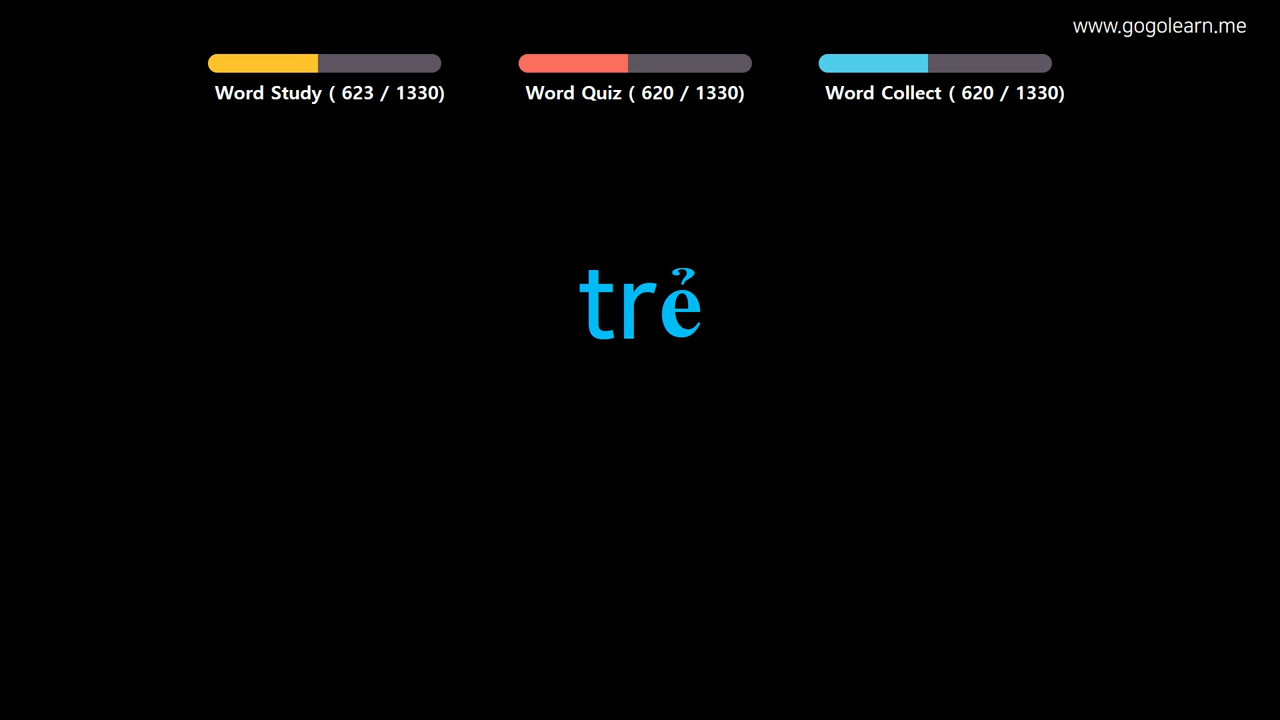 www.gogolearn.me
Word Study ( 623 / 1330)
Word Quiz ( 620 / 1330)
Word Collect ( 620 / 1330)
trẻ